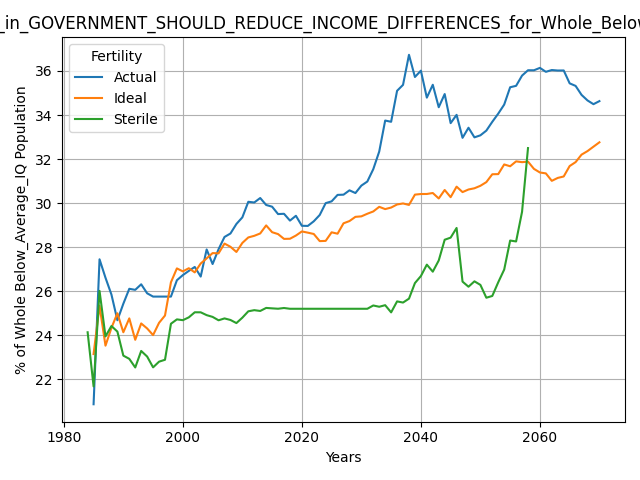 _in_GOVERNMENT_SHOULD_REDUCE_INCOME_DIFFERENCES_for_Whole_Below
Fertility
Actual
Ideal
Sterile
% of Whole Below_Average_IQ Population
36
34
32
30
28
26
24
22
1980
2000
2020
2040
2060
Years